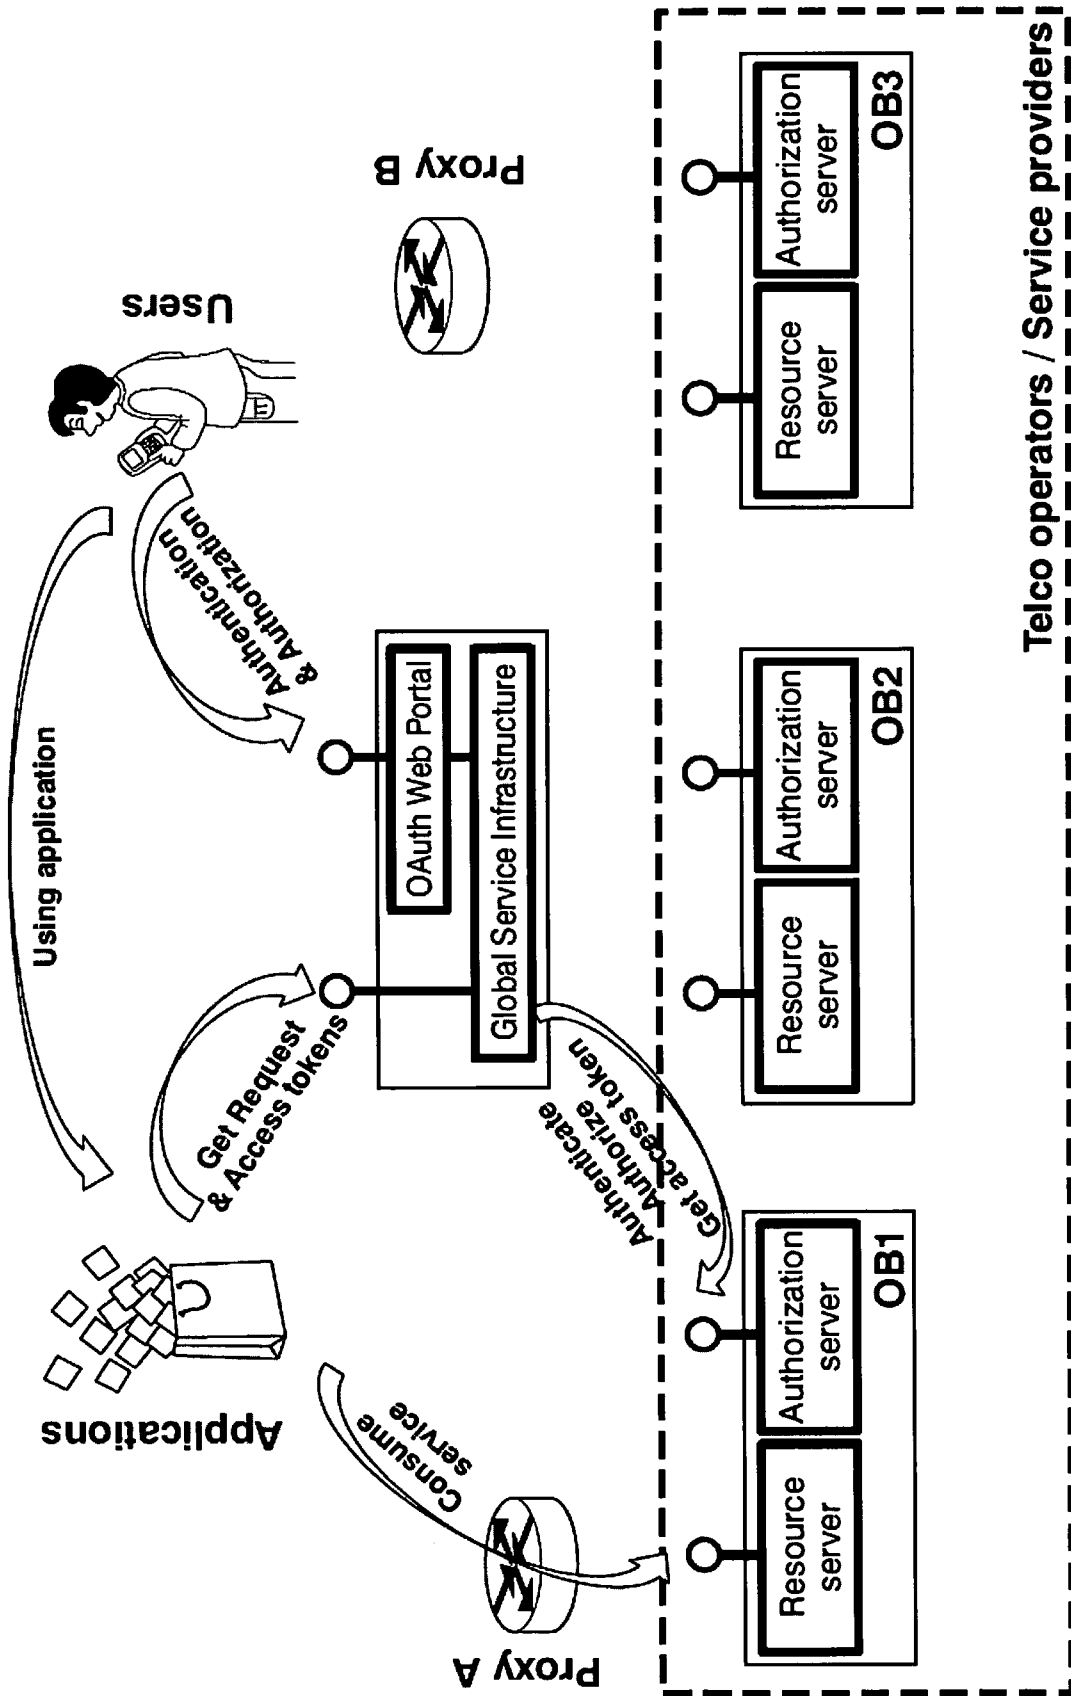 Using application
Applications
Users
Get Request
& Access tokens
Authentication
& Authorization
Consume
service
OAuth Web Portal
Global Service Infrastructure
Proxy A
Proxy B
Authenticate
Authorize
Get access token
Resource
server
Authorization
server
OB1
Resource
server
Authorization
server
OB2
Resource
server
Authorization
server
OB3
Telco operators / Service providers